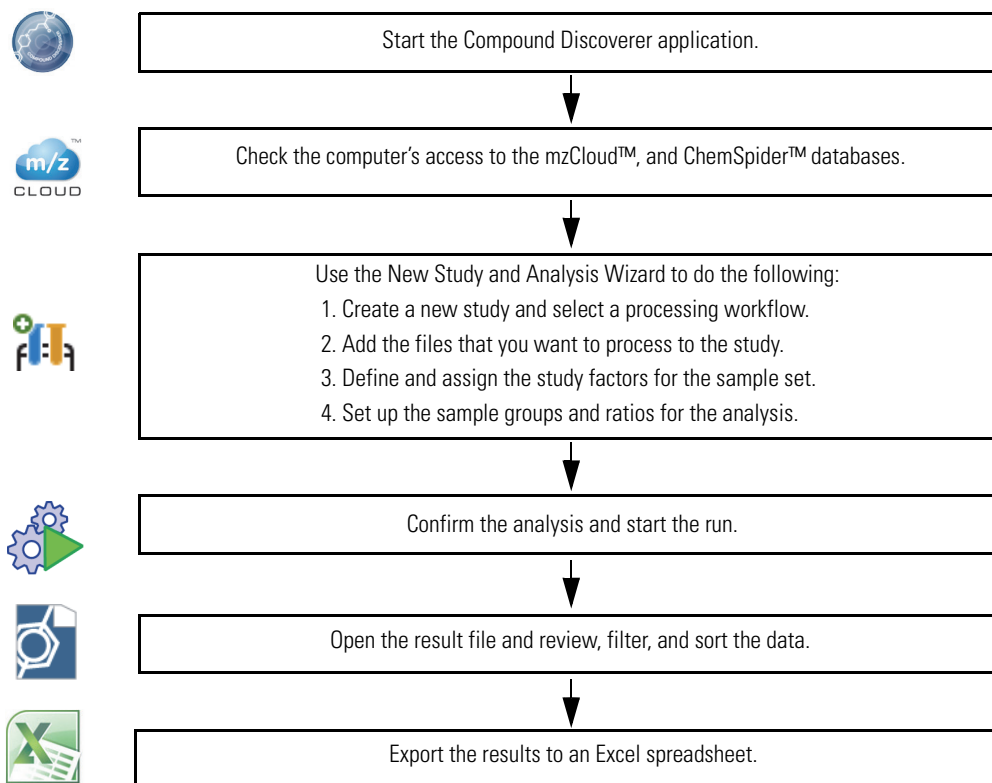 COMPOUND DISCOVERER
Start the Compound Discoverer application.
m/z
TM
CLOUD
Check the computer's access to the mzCloud™, and ChemSpider™ databases.
Use the New Study and Analysis Wizard to do the following:
1. Create a new study and select a processing workflow.
2. Add the files that you want to process to the study.
3. Define and assign the study factors for the sample set.
4. Set up the sample groups and ratios for the analysis.
Confirm the analysis and start the run.
Open the result file and review, filter, and sort the data.
X
Export the results to an Excel spreadsheet.